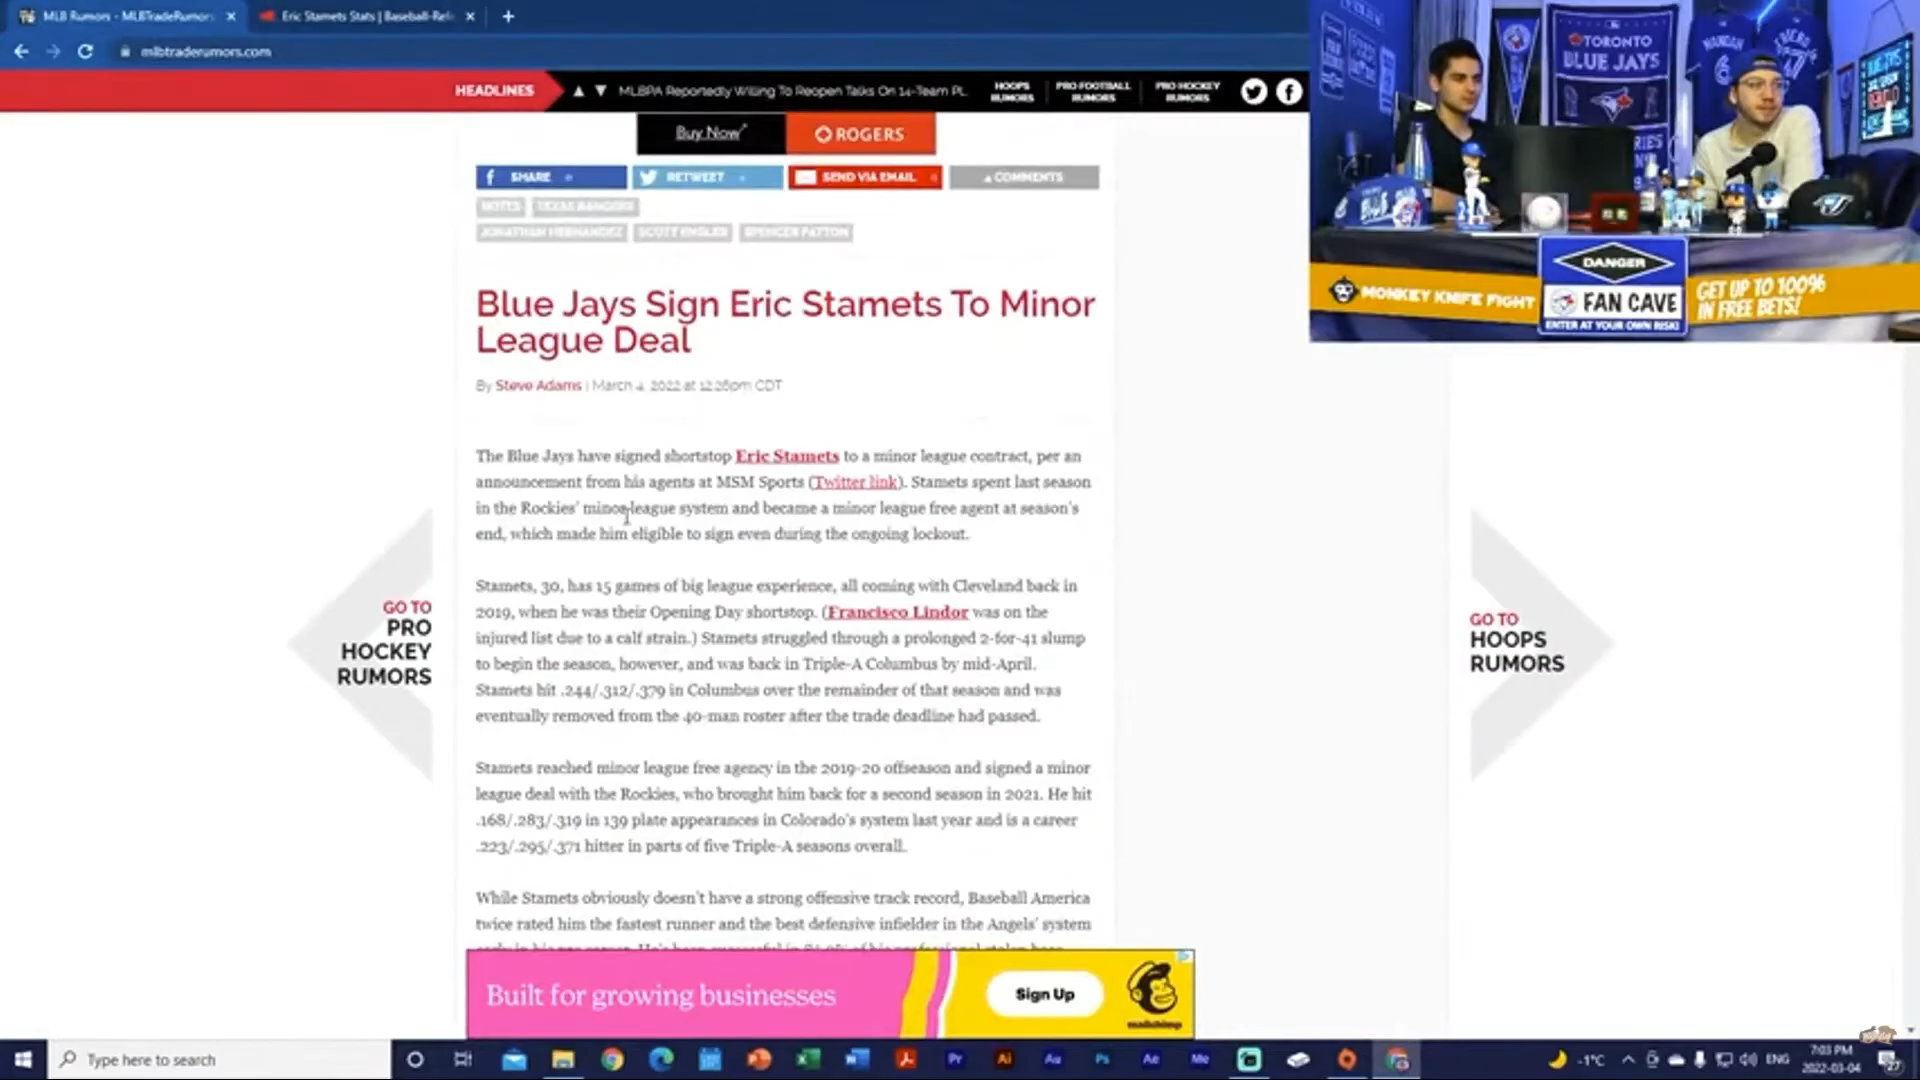 MLB Rumors - MLBTradeRumors
Eric Stamets Stats | Baseball-Ref
mlbtraderumors.com
HEADLINES
MLBPA Reportedly Willing To Reopen Talks On 14-Team PL
HOOPS RUMORS
PRO FOOTBALL RUMORS
PRO HOCKEY RUMORS
Buy Now
ROGERS
SHARE
RETWEET
SEND VIA EMAIL
COMMENTS
NOTES
TEXAS RANGERS
JONATHAN HERNANDEZ
SCOTT ENGLER
SPENCER PATTON
Blue Jays Sign Eric Stamets To Minor
League Deal
By Steve Adams | March 4, 2022 at 12:26pm CDT
The Blue Jays have signed shortstop Eric Stamets to a minor league contract, per an
announcement from his agents at MSM Sports (Twitter link). Stamets spent last season
in the Rockies' minor league system and became a minor league free agent at season's
end, which made him eligible to sign even during the ongoing lockout.
Stamets, 30, has 15 games of big league experience, all coming with Cleveland back in
2019, when he was their Opening Day shortstop. (Francisco Lindor was on the
injured list due to a calf strain.) Stamets struggled through a prolonged 2-for-41 slump
to begin the season, however, and was back in Triple-A Columbus by mid-April.
Stamets hit .244/.312/.379 in Columbus over the remainder of that season and was
eventually removed from the 40-man roster after the trade deadline had passed.
Stamets reached minor league free agency in the 2019-20 offseason and signed a minor
league deal with the Rockies, who brought him back for a second season in 2021. He hit
.168/.283/.319 in 139 plate appearances in Colorado's system last year and is a career
.223/.295/.371 hitter in parts of five Triple-A seasons overall.
While Stamets obviously doesn't have a strong offensive track record, Baseball America
twice rated him the fastest runner and the best defensive infielder in the Angels' system
GO TO
PRO
HOCKEY
RUMORS
GO TO
HOOPS
RUMORS
Built for growing businesses
Sign Up
mailchimp
TORONTO
BLUE JAYS
MONKEY KNIFE FIGHT
DANGER
FAN CAVE
ENTER AT YOUR OWN RISK!
GET UP TO 100%
IN FREE BETS!
Type here to search
Pr
Ai
Au
Ps
Ae
Me
-1°C
ENG
7:03 PM
2022-03-04
27